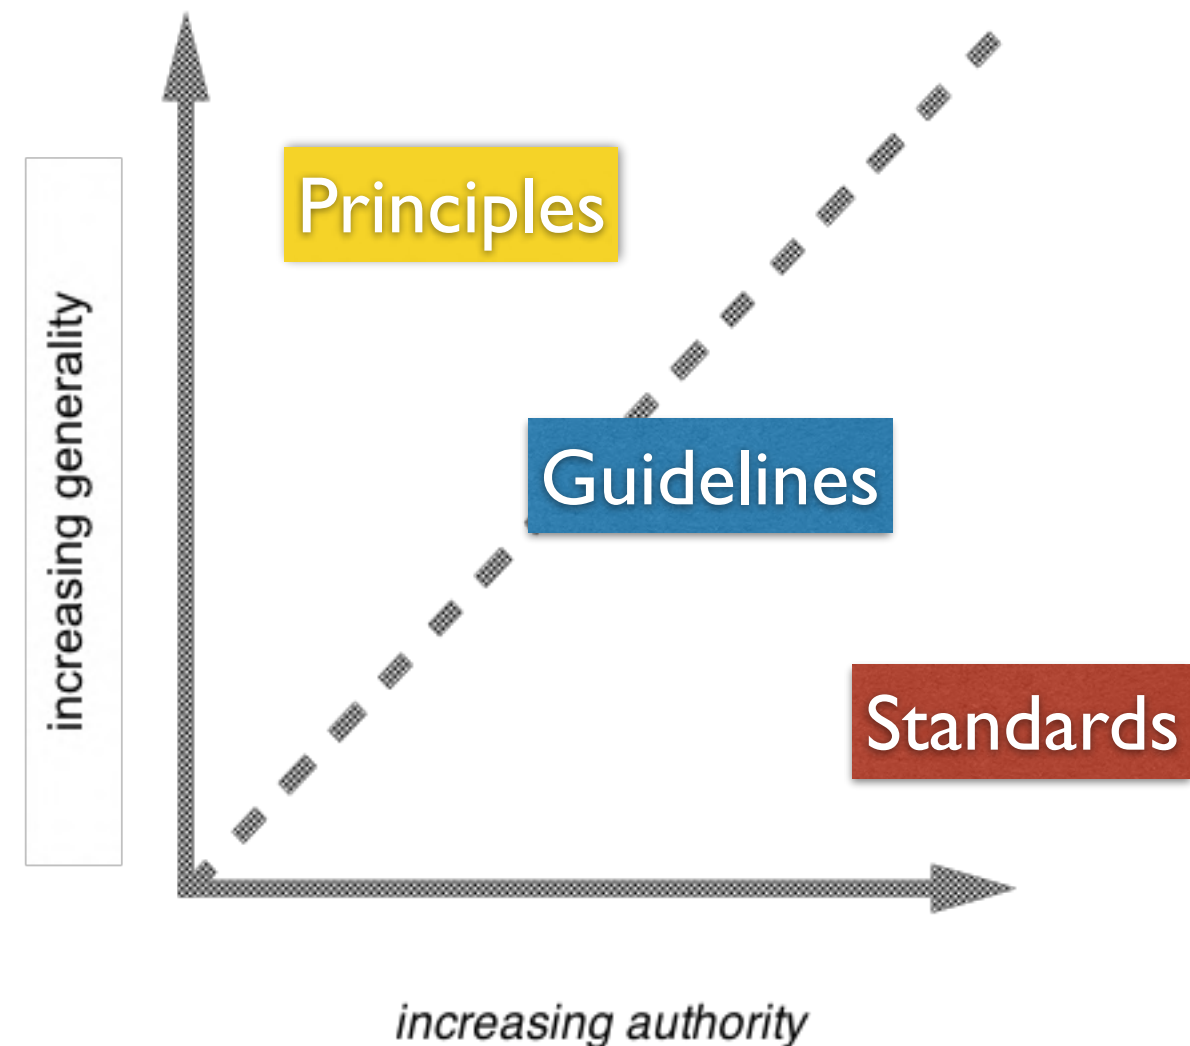 Principles
increasing generality
Guidelines
Standards
increasing authority